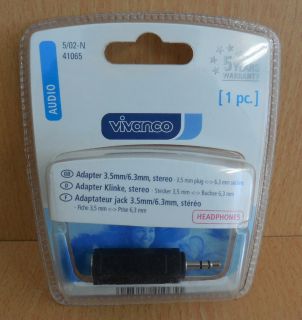 5/02-N
41065
5 YEARS
WARRANTY
AUDIO
[1 pc.]
vivanco
GB Adapter 3.5mm/6.3mm, stereo - 3.5 mm plug <-> 6.3 mm
D Adapter Klinke, stereo - Stecker 3,5 mm <-> Buchse 6,3 mm
F Adaptateur jack 3.5mm/6.3mm, stéréo
- Fiche 3,5 mm <-> Prise 6,3 mm
HEADPHONES